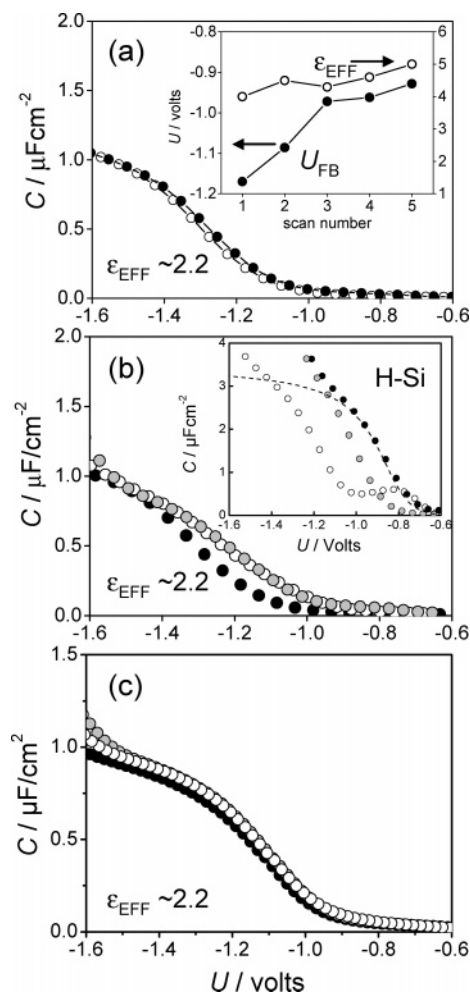 (a)
C / μFcm⁻²
2.0
1.5
1.0
0.5
0.0
ε_EFF ~2.2
-1.6 -1.4 -1.2 -1.0 -0.8 -0.6
U / volts
-0.8
-0.9
-1.0
-1.1
-1.2
ε_EFF
U_FB
6
5
4
3
2
1
1 2 3 4 5
scan number
(b)
C / μF/cm²
2.0
1.5
1.0
0.5
0.0
ε_EFF ~2.2
-1.6 -1.4 -1.2 -1.0 -0.8 -0.6
H-Si
C / μFcm⁻²
4
3
2
1
0
-1.6 -1.4 -1.2 -1.0 -0.8 -0.6
U / Volts
(c)
C / μF/cm²
1.5
1.0
0.5
0.0
ε_EFF ~2.2
-1.6 -1.4 -1.2 -1.0 -0.8 -0.6
U / volts